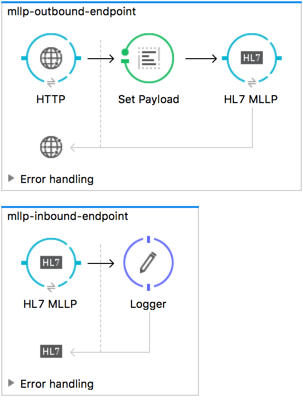 mllp-outbound-endpoint
HL7
HTTP Set Payload HL7 MLLP
Error handling
mllp-inbound-endpoint
HL7
HL7 MLLP Logger
HL7
Error handling